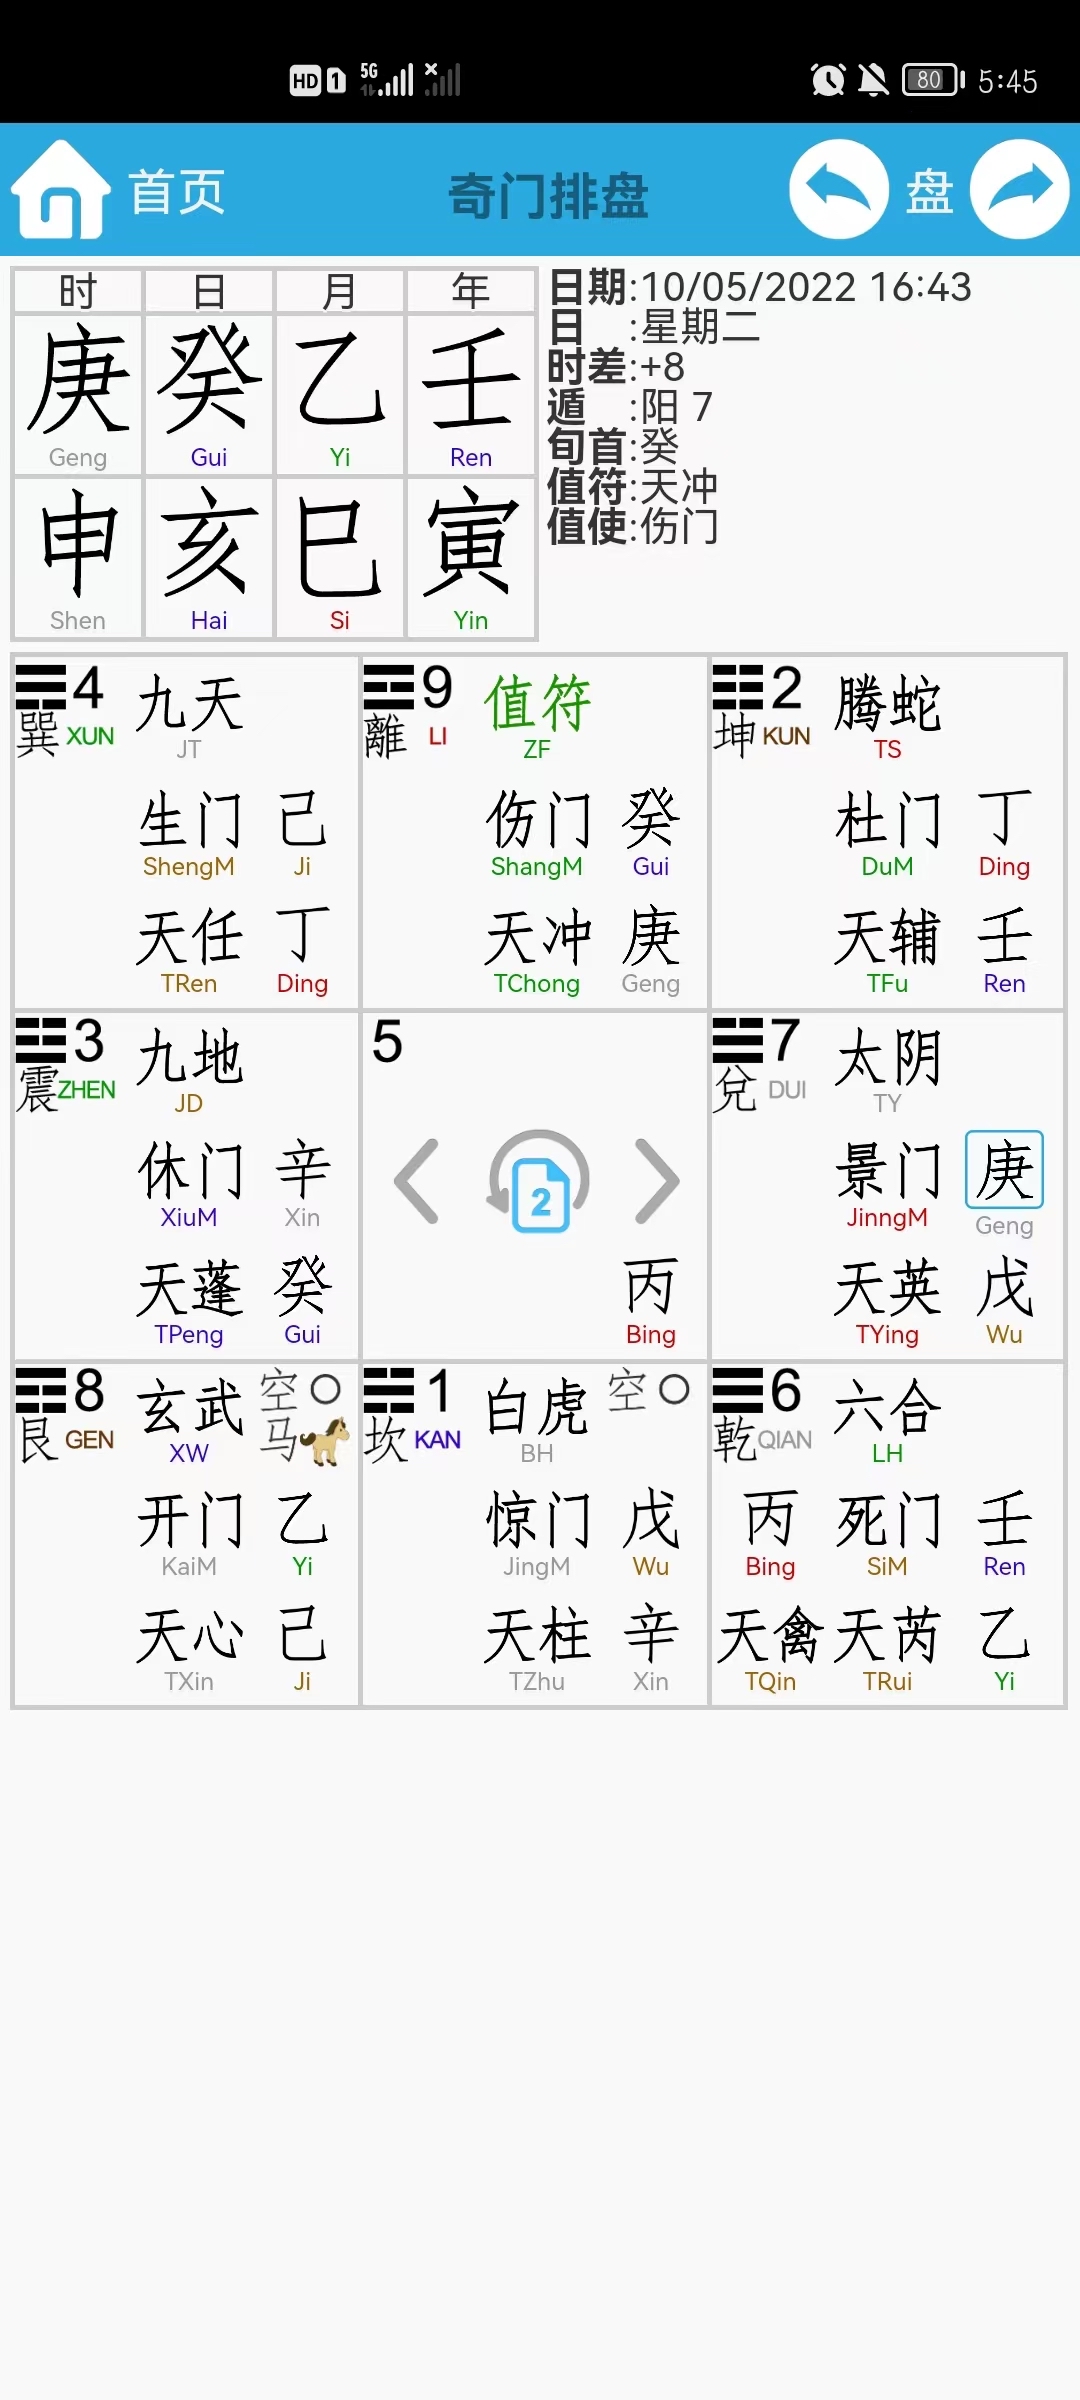 HD 1 5G 80 5:45
首页 奇门排盘 盘
时 日 月 年
庚 癸 乙 壬
Geng Gui Yi Ren
申 亥 巳 寅
Shen Hai Si Yin
日期:10/05/2022 16:43
日 :星期二
时差:+8
遁 :阳 7
旬首:癸
值符:天冲
值使:伤门
4 九天
巽 XUN JT
生门 己
ShengM Ji
天任 丁
TRen Ding
9 值符
離 LI ZF
伤门 癸
ShangM Gui
天冲 庚
TChong Geng
2 腾蛇
坤 KUN TS
杜门 丁
DuM Ding
天辅 壬
TFu Ren
3 九地
震 ZHEN JD
休门 辛
XiuM Xin
天蓬 癸
TPeng Gui
5
2
丙
Bing
7 太阴
兌 DUI TY
景门 庚
JinngM Geng
天英 戊
TYing Wu
8 玄武 空
艮 GEN XW 马
开门 乙
KaiM Yi
天心 己
TXin Ji
1 白虎 空
坎 KAN BH
惊门 戊
JingM Wu
天柱 辛
TZhu Xin
6 六合
乾 QIAN LH
丙 死门 壬
Bing SiM Ren
天禽 天芮 乙
TQin TRui Yi